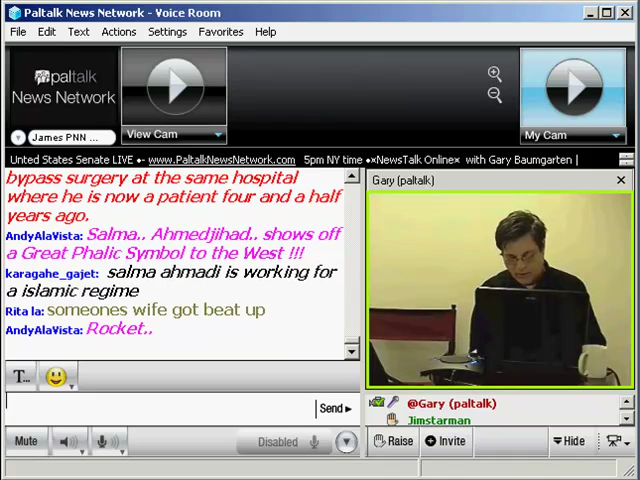 Paltalk News Network - Voice Room
File Edit Text Actions Settings Favorites Help
paltalk
News Network
James PNN ...
View Cam
My Cam
United States Senate LIVE ◆- www.PaltalkNewsNetwork.com 5pm NY time ◆×NewsTalk Online× with Gary Baumgarten |
bypass surgery at the same hospital
where he is now a patient four and a half
years ago.
AndyAlaVista: Salma.. Ahmedjihad.. shows off
a Great Phalic Symbol to the West !!!
karagahe_gajet: salma ahmadi is working for
a islamic regime
Rita la: someones wife got beat up
AndyAlaVista: Rocket..
Gary (paltalk)
T...
Send
@Gary (paltalk)
Jimstarman
Mute
Disabled
Raise
Invite
Hide